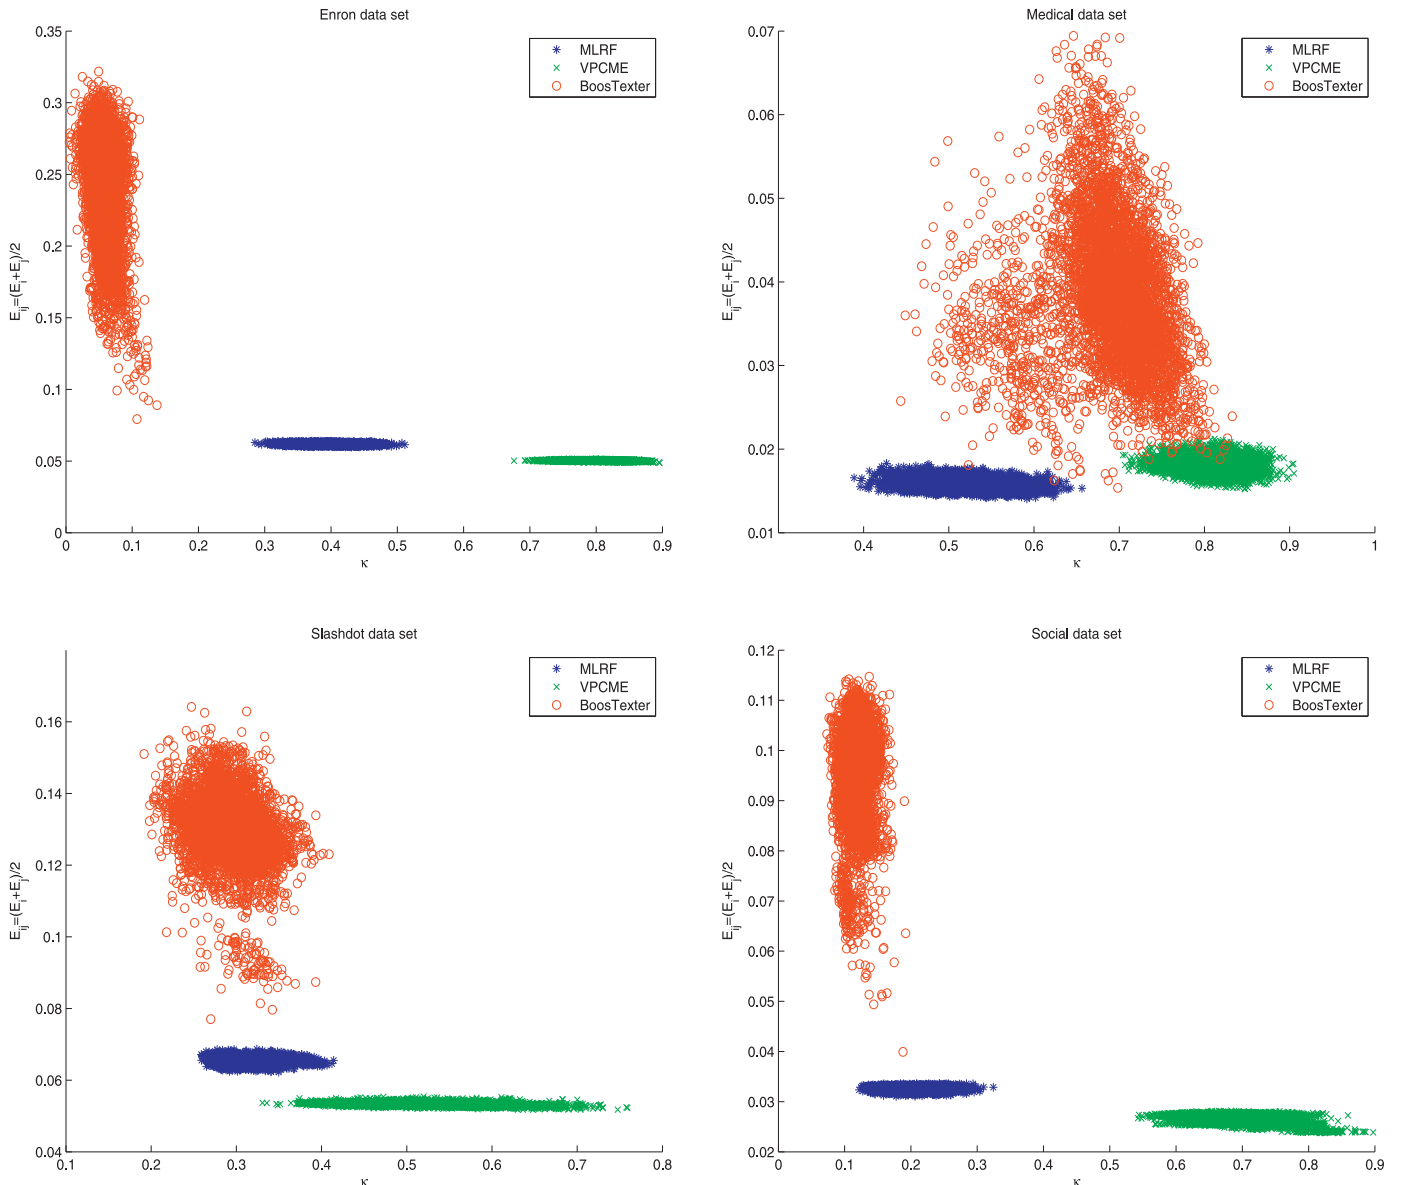 Enron data set
0.35
0.3
0.25
0.2
0.15
0.1
0.05
0
E_ij=(E_i+E_j)/2
MLRF
VPCME
BoosTexter
0 0.1 0.2 0.3 0.4 0.5 0.6 0.7 0.8 0.9
κ
Medical data set
0.07
0.06
0.05
0.04
0.03
0.02
0.01
E_ij=(E_i+E_j)/2
MLRF
VPCME
BoosTexter
0.4 0.5 0.6 0.7 0.8 0.9 1
κ
Slashdot data set
0.16
0.14
0.12
0.1
0.08
0.06
0.04
E_ij=(E_i+E_j)/2
MLRF
VPCME
BoosTexter
0.1 0.2 0.3 0.4 0.5 0.6 0.7 0.8
κ
Social data set
0.12
0.11
0.1
0.09
0.08
0.07
0.06
0.05
0.04
0.03
0.02
E_ij=(E_i+E_j)/2
MLRF
VPCME
BoosTexter
0 0.1 0.2 0.3 0.4 0.5 0.6 0.7 0.8 0.9
κ